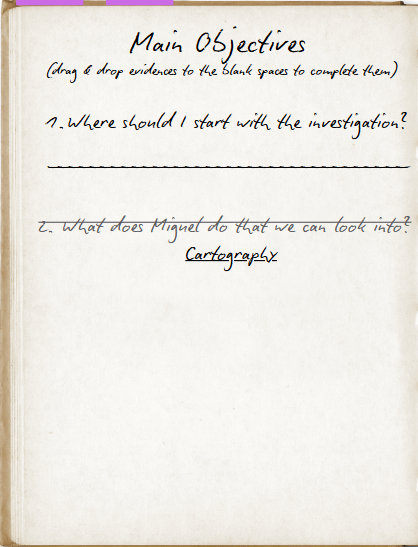 Main Objectives
(drag & drop evidences to the blank spaces to complete them)
1. Where should I start with the investigation?
2. What does Miguel do that we can look into?
Cartography